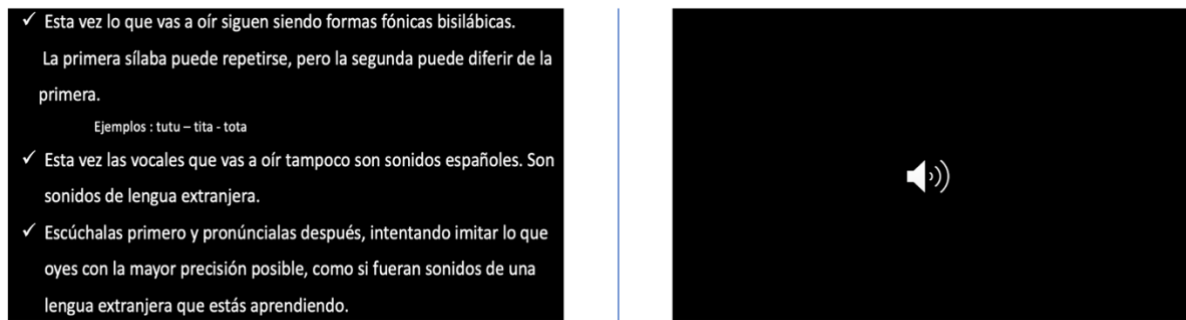 ✓ Esta vez lo que vas a oír siguen siendo formas fónicas bisilábicas.
La primera sílaba puede repetirse, pero la segunda puede diferir de la
primera.
Ejemplos : tutu – tita - tota
✓ Esta vez las vocales que vas a oír tampoco son sonidos españoles. Son
sonidos de lengua extranjera.
✓ Escúchalas primero y pronúncialas después, intentando imitar lo que
oyes con la mayor precisión posible, como si fueran sonidos de una
lengua extranjera que estás aprendiendo.